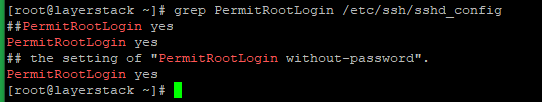 [root@layerstack ~]# grep PermitRootLogin /etc/ssh/sshd_config
##PermitRootLogin yes
PermitRootLogin yes
## the setting of "PermitRootLogin without-password".
PermitRootLogin yes
[root@layerstack ~]#